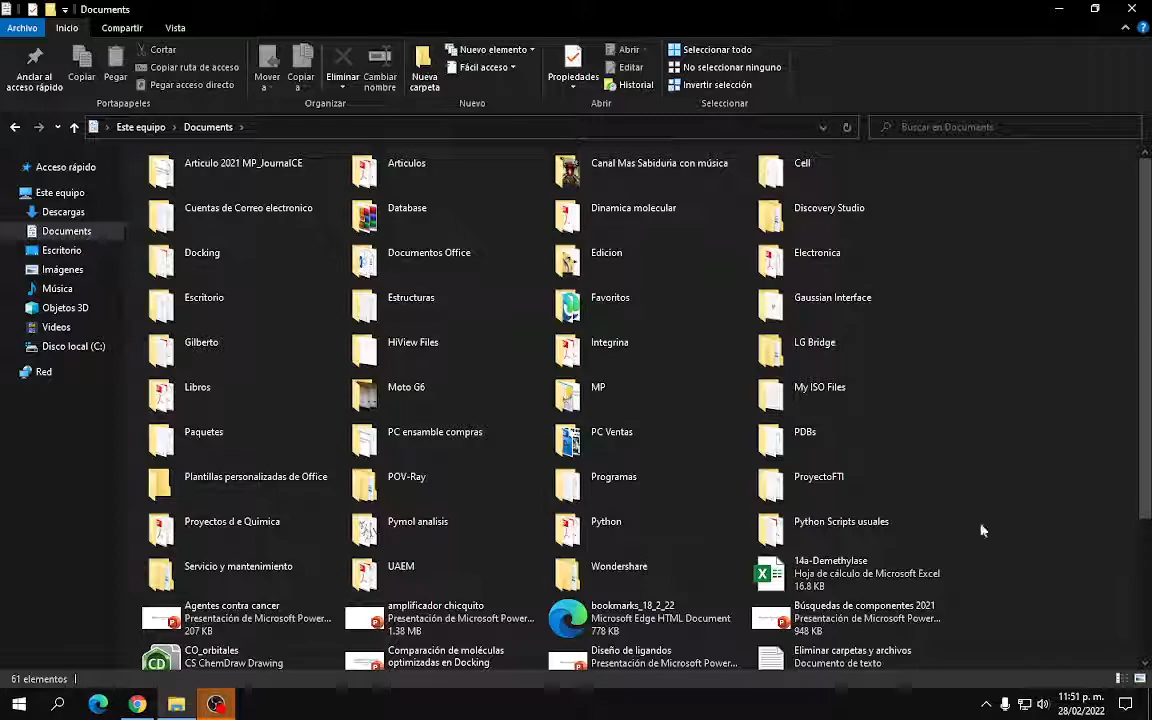 Documents
Archivo Inicio Compartir Vista
Anclar al acceso rápido
Copiar
Pegar
Cortar
Copiar ruta de acceso
Pegar acceso directo
Portapapeles
Mover a
Copiar a
Eliminar
Cambiar nombre
Organizar
Nueva carpeta
Nuevo elemento
Fácil acceso
Nuevo
Propiedades
Abrir
Editar
Historial
Abrir
Seleccionar todo
No seleccionar ninguno
Invertir selección
Seleccionar
Este equipo Documents
Buscar en Documents
Acceso rápido
Este equipo
Descargas
Documents
Escritorio
Imágenes
Música
Objetos 3D
Videos
Disco local (C:)
Red
Articulo 2021 MP_JournalCE Articulos Canal Mas Sabiduria con música Cell
Cuentas de Correo electronico Database Dinamica molecular Discovery Studio
Docking Documentos Office Edicion Electronica
Escritorio Estructuras Favoritos Gaussian Interface
Gilberto HiView Files Integrina LG Bridge
Libros Moto G6 MP My ISO Files
Paquetes PC ensamble compras PC Ventas PDBs
Plantillas personalizadas de Office POV-Ray Programas ProyectoFTI
Proyectos d e Quimica Pymol analisis Python Python Scripts usuales
Servicio y mantenimiento UAEM Wondershare
14a-Demethylase
Hoja de cálculo de Microsoft Excel
16.8 KB
Agentes contra cancer
Presentación de Microsoft Power...
207 KB
amplificador chicquito
Presentación de Microsoft Power...
1.38 MB
bookmarks_18_2_22
Microsoft Edge HTML Document
778 KB
Búsquedas de componentes 2021
Presentación de Microsoft Power...
948 KB
CO_orbitales
CS ChemDraw Drawing
Comparación de moléculas
optimizadas en Docking
Diseño de ligandos
Presentación de Microsoft Power...
Eliminar carpetas y archivos
Documento de texto
61 elementos
11:51 p. m.
28/02/2022